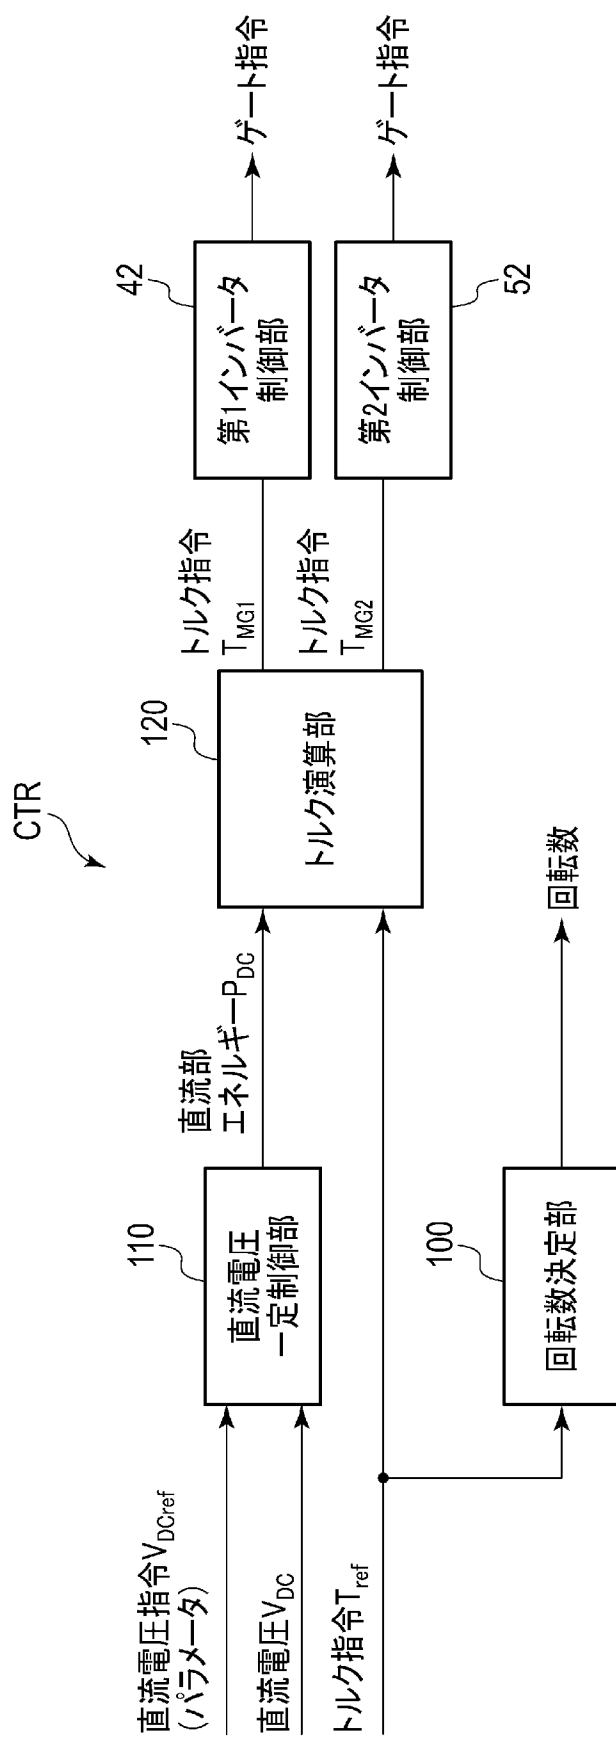 CTR
直流電圧指令VDCref
(パラメータ)
直流電圧VDC
トルク指令Tref
110
直流電圧
一定制御部
直流部
エネルギーPDC
100
回転数決定部
回転数
120
トルク演算部
トルク指令
TMG1
トルク指令
TMG2
42
第1インバータ
制御部
ゲート指令
第2インバータ
制御部
52
ゲート指令